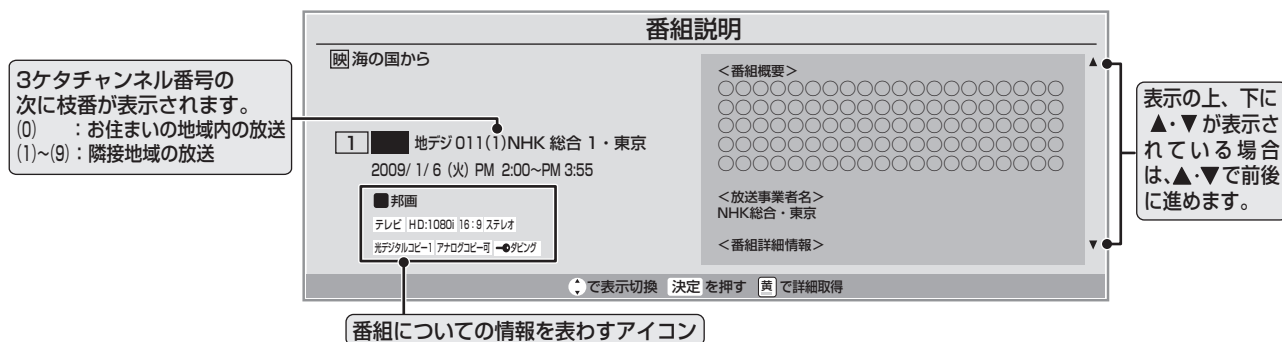 番組説明
映 海の国から
3ケタチャンネル番号の
次に枝番が表示されます。
(0) :お住まいの地域内の放送
(1)~(9):隣接地域の放送
1 地デジ 011(1)NHK 総合 1・東京
2009/ 1/ 6 (火) PM 2:00~PM 3:55
邦画
テレビ HD:1080i 16:9 ステレオ
光デジタルコピー1 アナログコピー可 ダビング
<番組概要>
○○○○○○○○○○○○○○○○○○
○○○○○○○○○○○○○○○○○○
○○○○○○○○○○○○○○○○○○
○○○○○○○○○○○○○○○○○○
○○○○○○○○○○○○○○○○○○
<放送事業者名>
NHK総合・東京
<番組詳細情報>
▲
▼
表示の上、下に
▲・▼が表示さ
れている場合
は、▲・▼で前後
に進めます。
で表示切換 決定 を押す 黄 で詳細取得
番組についての情報を表わすアイコン